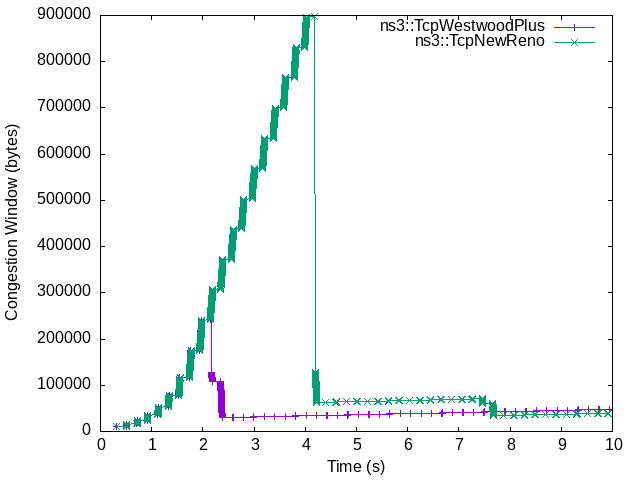 ns3::TcpWestwoodPlus
ns3::TcpNewReno
900000
800000
700000
600000
500000
400000
300000
200000
100000
0
Congestion Window (bytes)
0 1 2 3 4 5 6 7 8 9 10
Time (s)